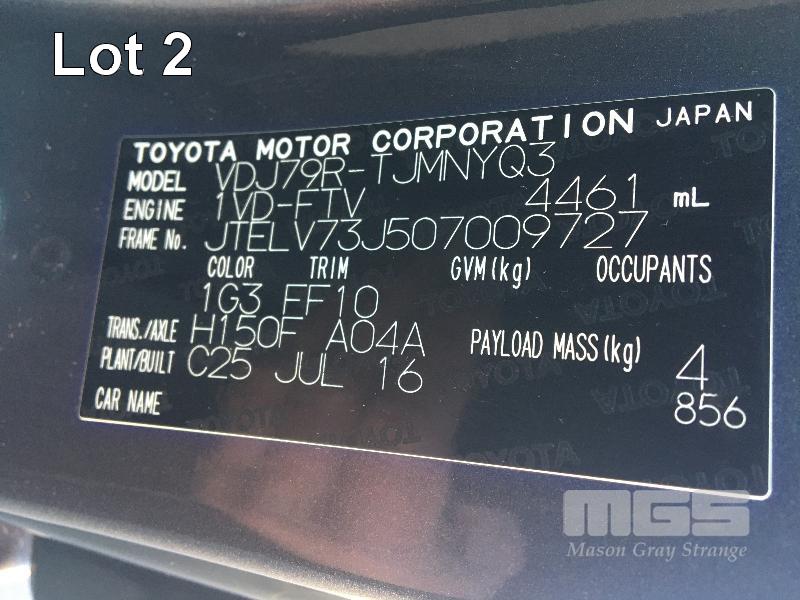 Lot 2
TOYOTA MOTOR CORPORATION JAPAN
MODEL VDJ79R-TJMNYQ3
ENGINE 1VD-FTV 4461 mL
FRAME No. JTELV73J507009727
COLOR TRIM GVM(kg) OCCUPANTS
1G3 FF10
TRANS./AXLE H150F A04A PAYLOAD MASS(kg) 4
PLANT/BUILT C25 JUL 16 856
CAR NAME
MGS
Mason Gray Strange